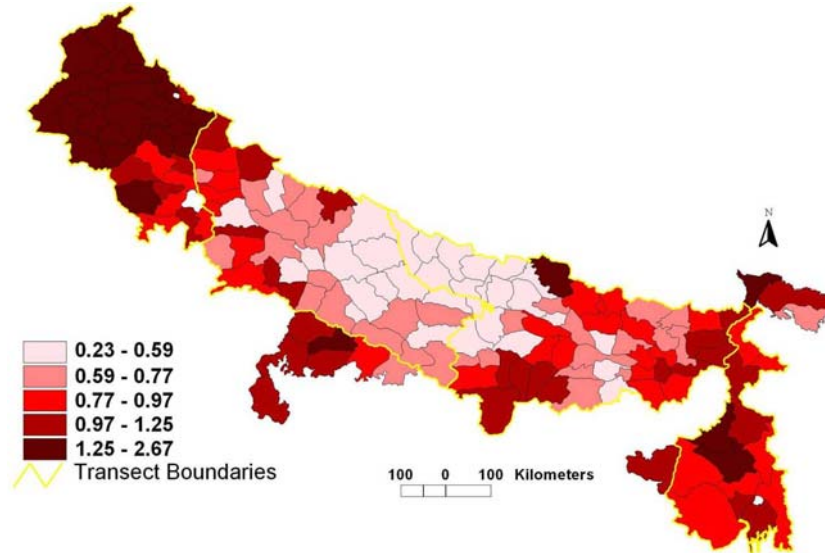 N
0.23 - 0.59
0.59 - 0.77
0.77 - 0.97
0.97 - 1.25
1.25 - 2.67
Transect Boundaries
100 0 100 Kilometers